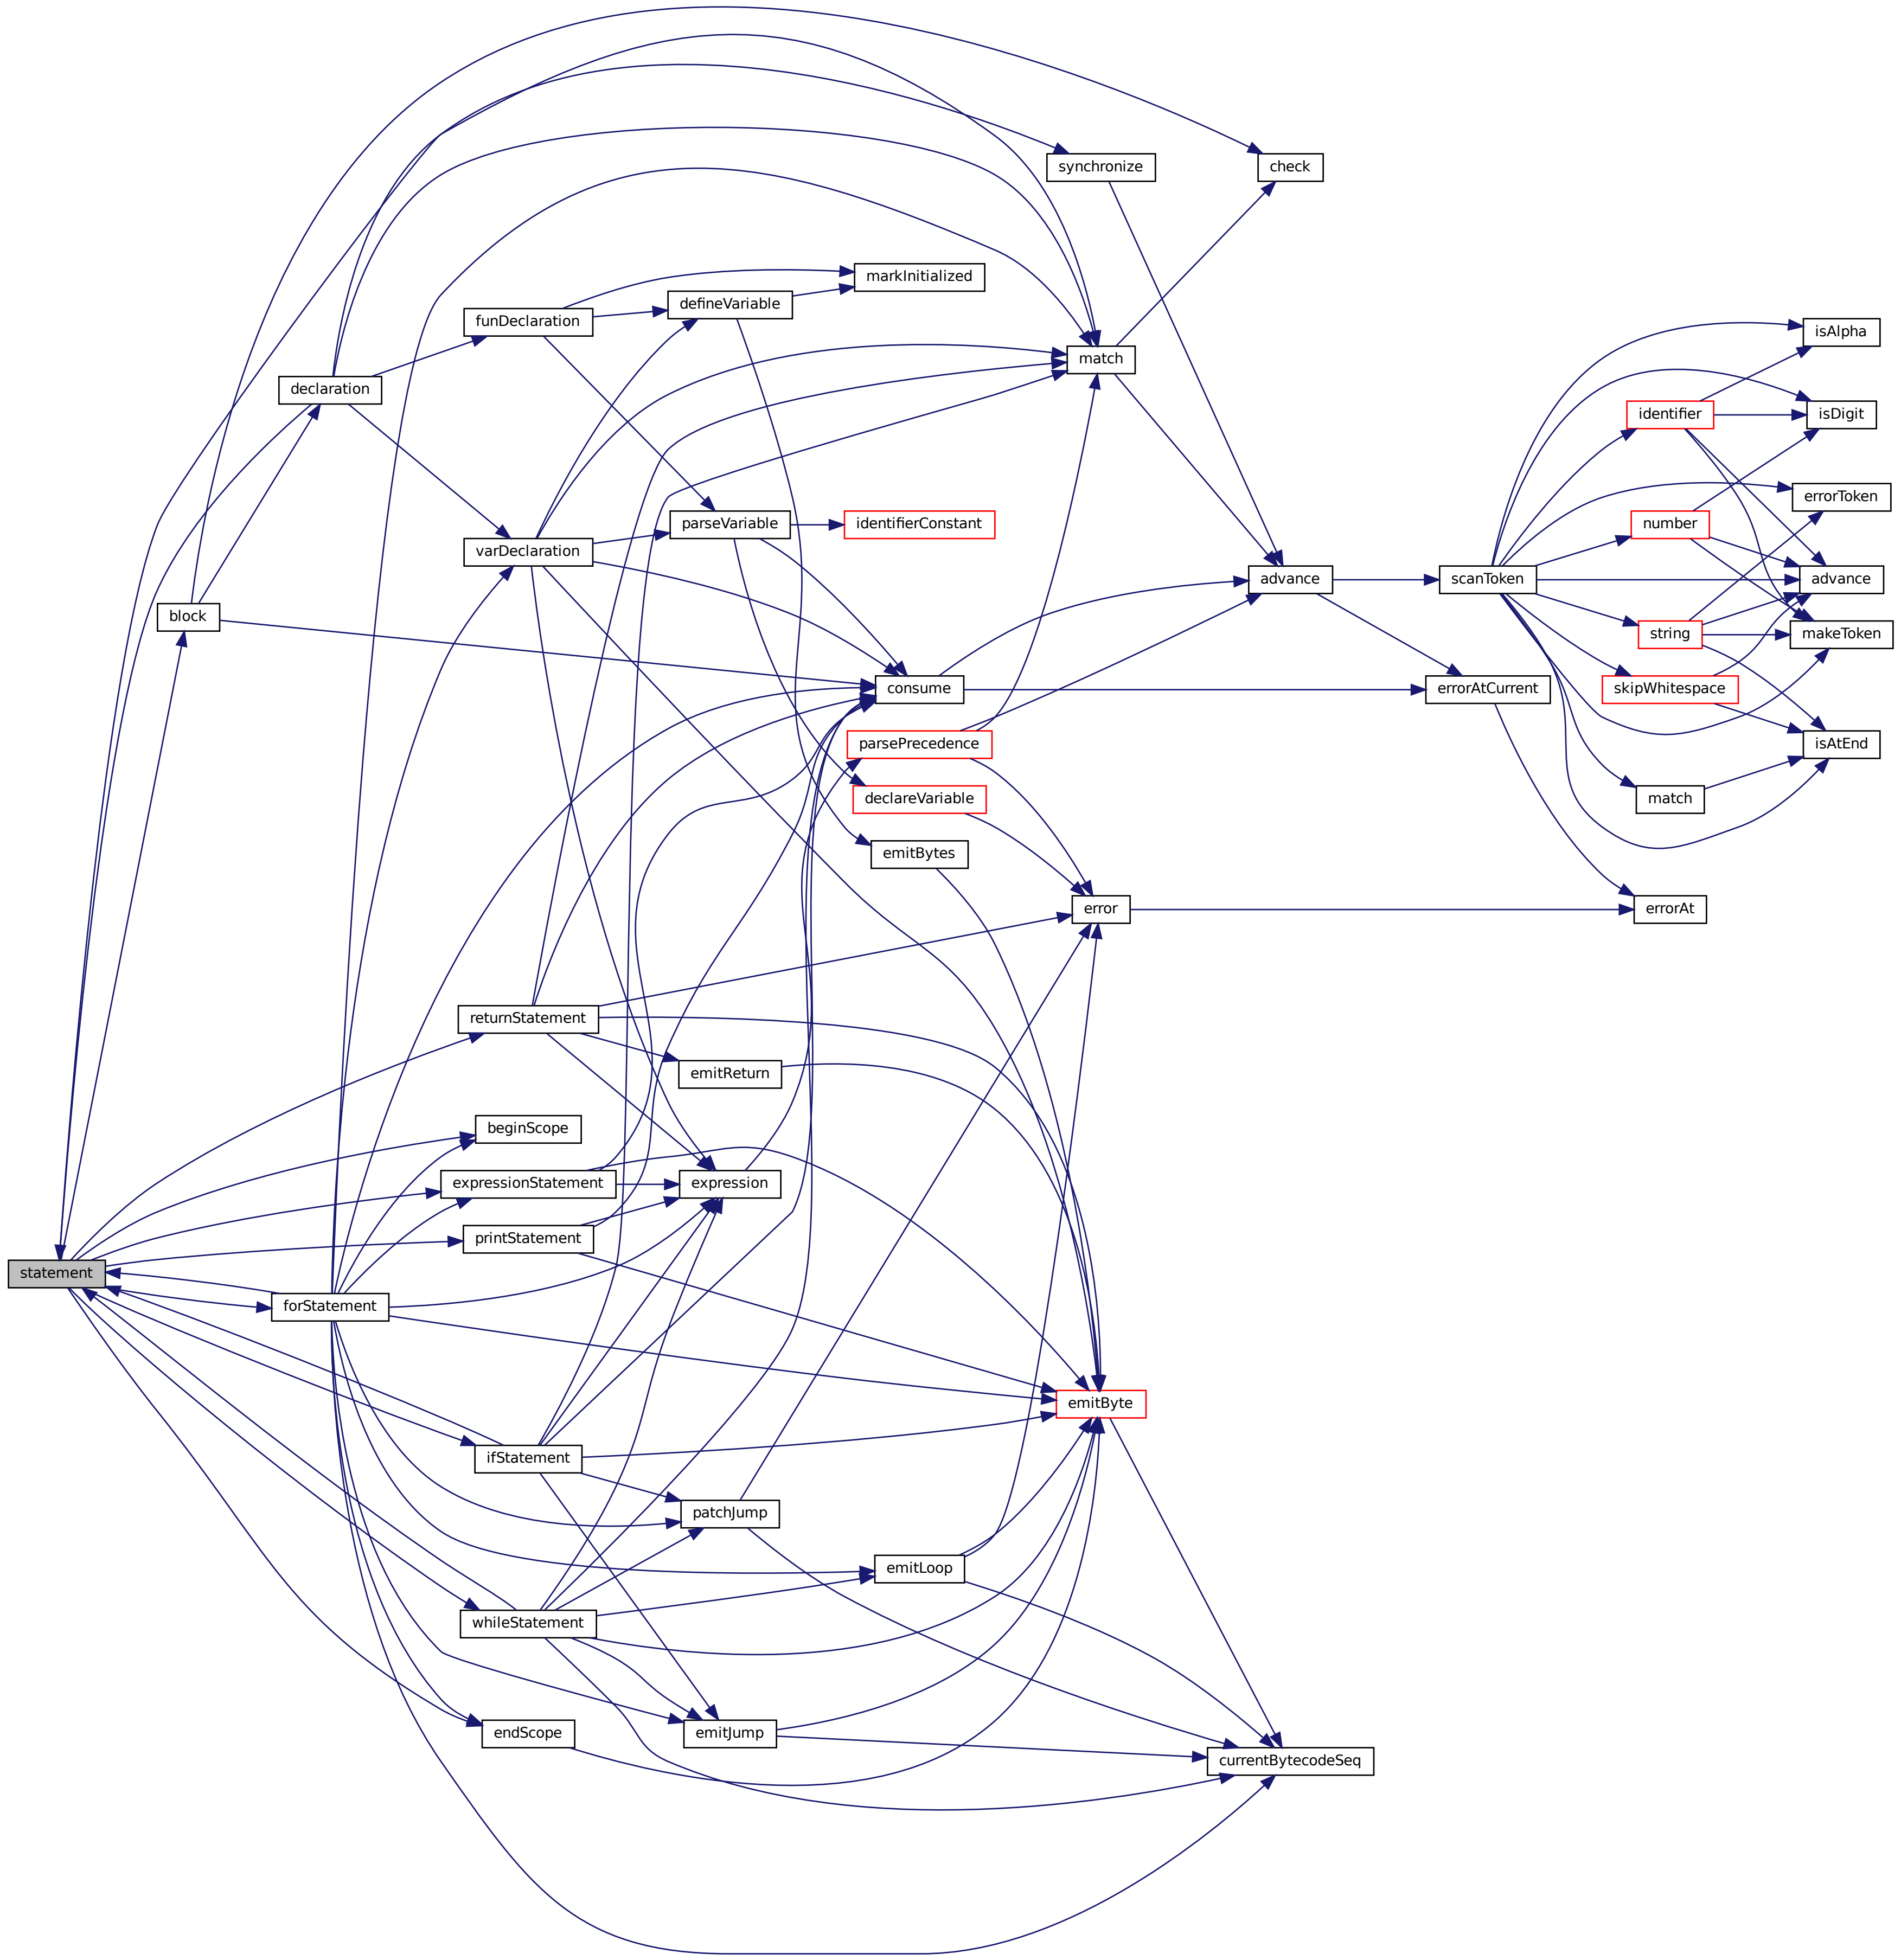 synchronize
check
markInitialized
defineVariable
funDeclaration
isAlpha
match
declaration
identifier
isDigit
errorToken
number
parseVariable
identifierConstant
varDeclaration
advance
scanToken
advance
block
string
makeToken
consume
errorAtCurrent
skipWhitespace
parsePrecedence
isAtEnd
declareVariable
match
emitBytes
error
errorAt
returnStatement
emitReturn
beginScope
expressionStatement
expression
printStatement
statement
forStatement
emitByte
ifStatement
patchJump
emitLoop
whileStatement
endScope
emitJump
currentBytecodeSeq